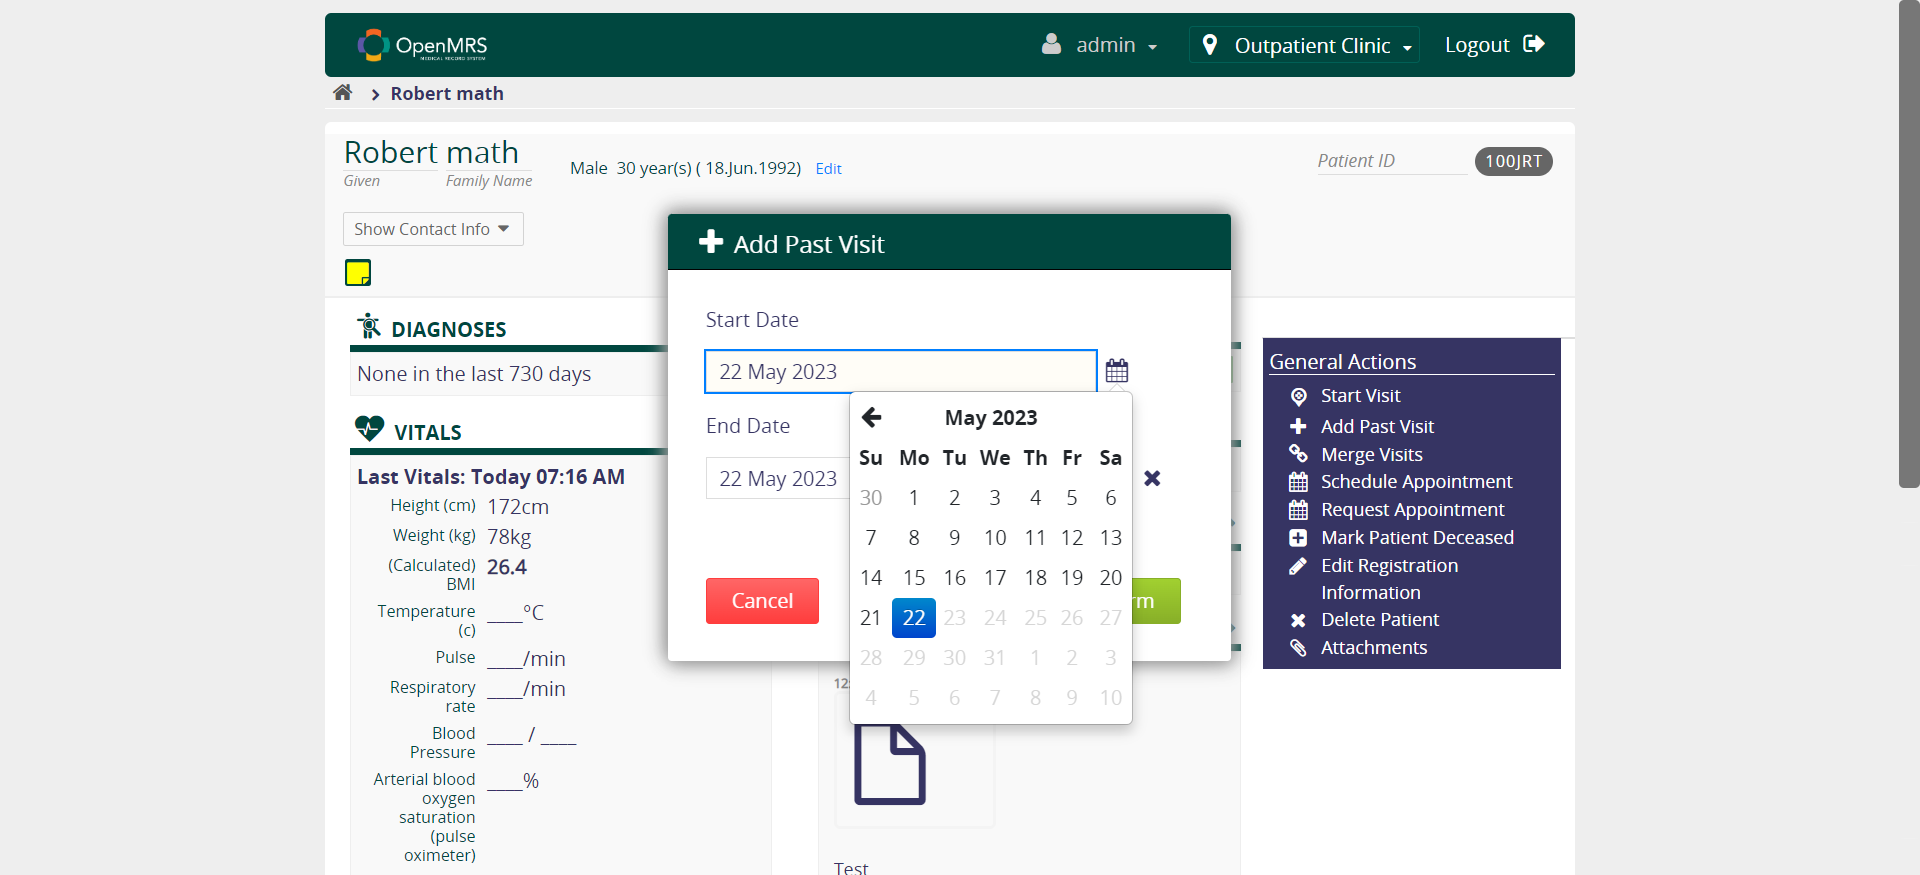 OpenMRS
MEDICAL RECORD SYSTEM
admin
Outpatient Clinic
Logout
Robert math
Robert math
Given
Family Name
Male 30 year(s) ( 18.Jun.1992) Edit
Patient ID
100JRT
Show Contact Info
Add Past Visit
Start Date
22 May 2023
End Date
22 May 2023
May 2023
Su Mo Tu We Th Fr Sa
30 1 2 3 4 5 6
7 8 9 10 11 12 13
14 15 16 17 18 19 20
21 22 23 24 25 26 27
28 29 30 31 1 2 3
4 5 6 7 8 9 10
Cancel
rm
DIAGNOSES
None in the last 730 days
VITALS
Last Vitals: Today 07:16 AM
Height (cm) 172cm
Weight (kg) 78kg
(Calculated) 26.4
BMI
Temperature ____°C
(c)
Pulse ____/min
Respiratory ____/min
rate
Blood ____ / ____
Pressure
Arterial blood ____%
oxygen
saturation
(pulse
oximeter)
12:
Test
General Actions
Start Visit
Add Past Visit
Merge Visits
Schedule Appointment
Request Appointment
Mark Patient Deceased
Edit Registration
Information
Delete Patient
Attachments